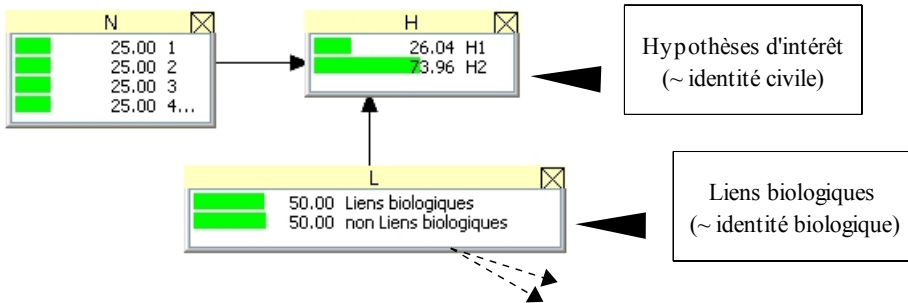 N
25.00 1
25.00 2
25.00 3
25.00 4...
H
26.04 H1
73.96 H2
Hypothèses d'intérêt
(~ identité civile)
L
50.00 Liens biologiques
50.00 non Liens biologiques
Liens biologiques
(~ identité biologique)